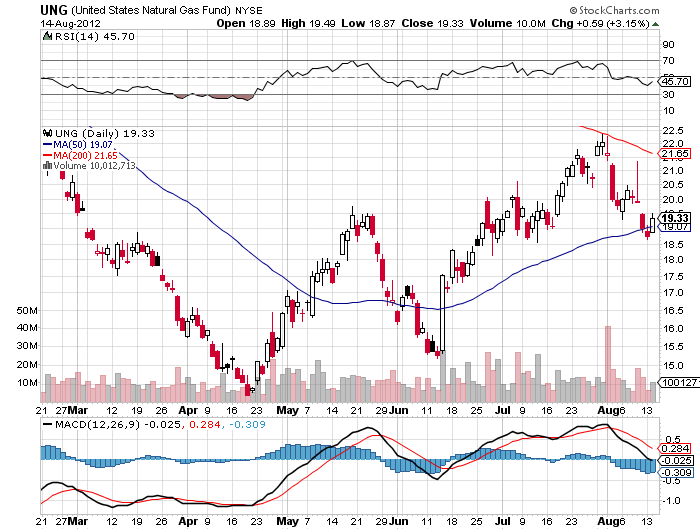 UNG (United States Natural Gas Fund) NYSE © StockCharts.com
14-Aug-2012 Open 18.89 High 19.49 Low 18.87 Close 19.33 Volume 10.0M Chg +0.59 (+3.15%)
RSI(14) 45.70
90
70
50
45.70
30
10
UNG (Daily) 19.33
MA(50) 19.07
MA(200) 21.65
Volume 10,012,713
22.5
22.0
21.65
21.5
21.0
20.5
20.0
19.5
19.33
19.07
18.5
18.0
17.5
17.0
16.5
16.0
15.5
15.0
50M
40M
30M
20M
10M
100127
21 27 Mar 12 19 26 Apr 9 16 23 May 7 14 21 29 Jun 11 18 25 Jul 9 16 23 Aug 6 13
MACD(12,26,9) -0.025, 0.284, -0.309
0.5
0.284
-0.025
-0.309
-0.5
-1.0
21 27 Mar 12 19 26 Apr 9 16 23 May 7 14 21 29 Jun 11 18 25 Jul 9 16 23 Aug 6 13